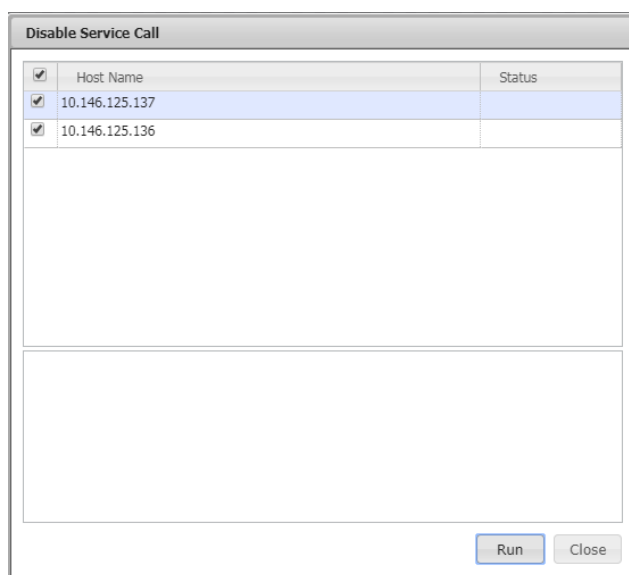 Disable Service Call
Host Name Status
10.146.125.137
10.146.125.136
Run Close